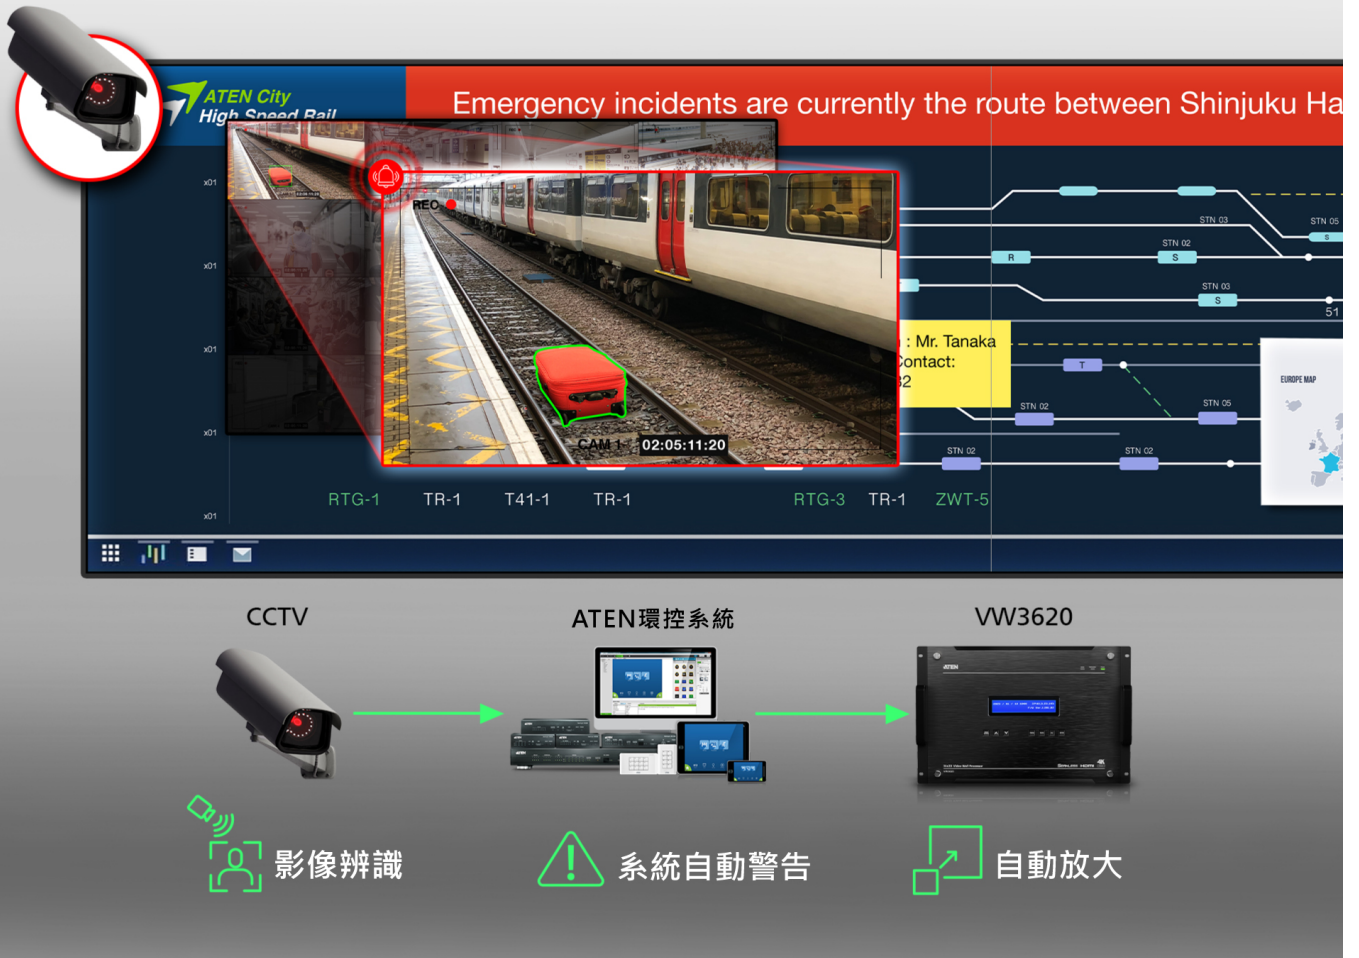 ATEN City
High Speed Rail
Emergency incidents are currently the route between Shinjuku Ha
x01
x01
x01
x01
x01
REC
CAM 1
02:05:11:20
: Mr. Tanaka
Contact:
32
STN 03
STN 05
STN 02
S
R
S
STN 03
S
51
T
STN 02
STN 05
STN 02
STN 02
EUROPE MAP
RTG-1
TR-1
T41-1
TR-1
RTG-3
TR-1
ZWT-5
CCTV
ATEN環控系統
VW3620
ATEN
影像辨識
系統自動警告
自動放大